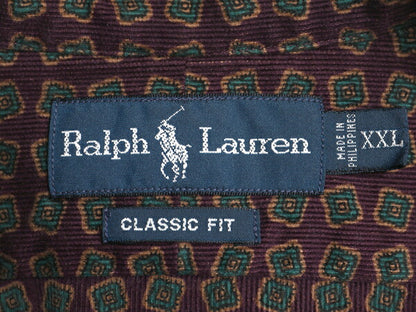 Ralph Lauren
MADE IN
PHILIPPINES
XXL
CLASSIC FIT